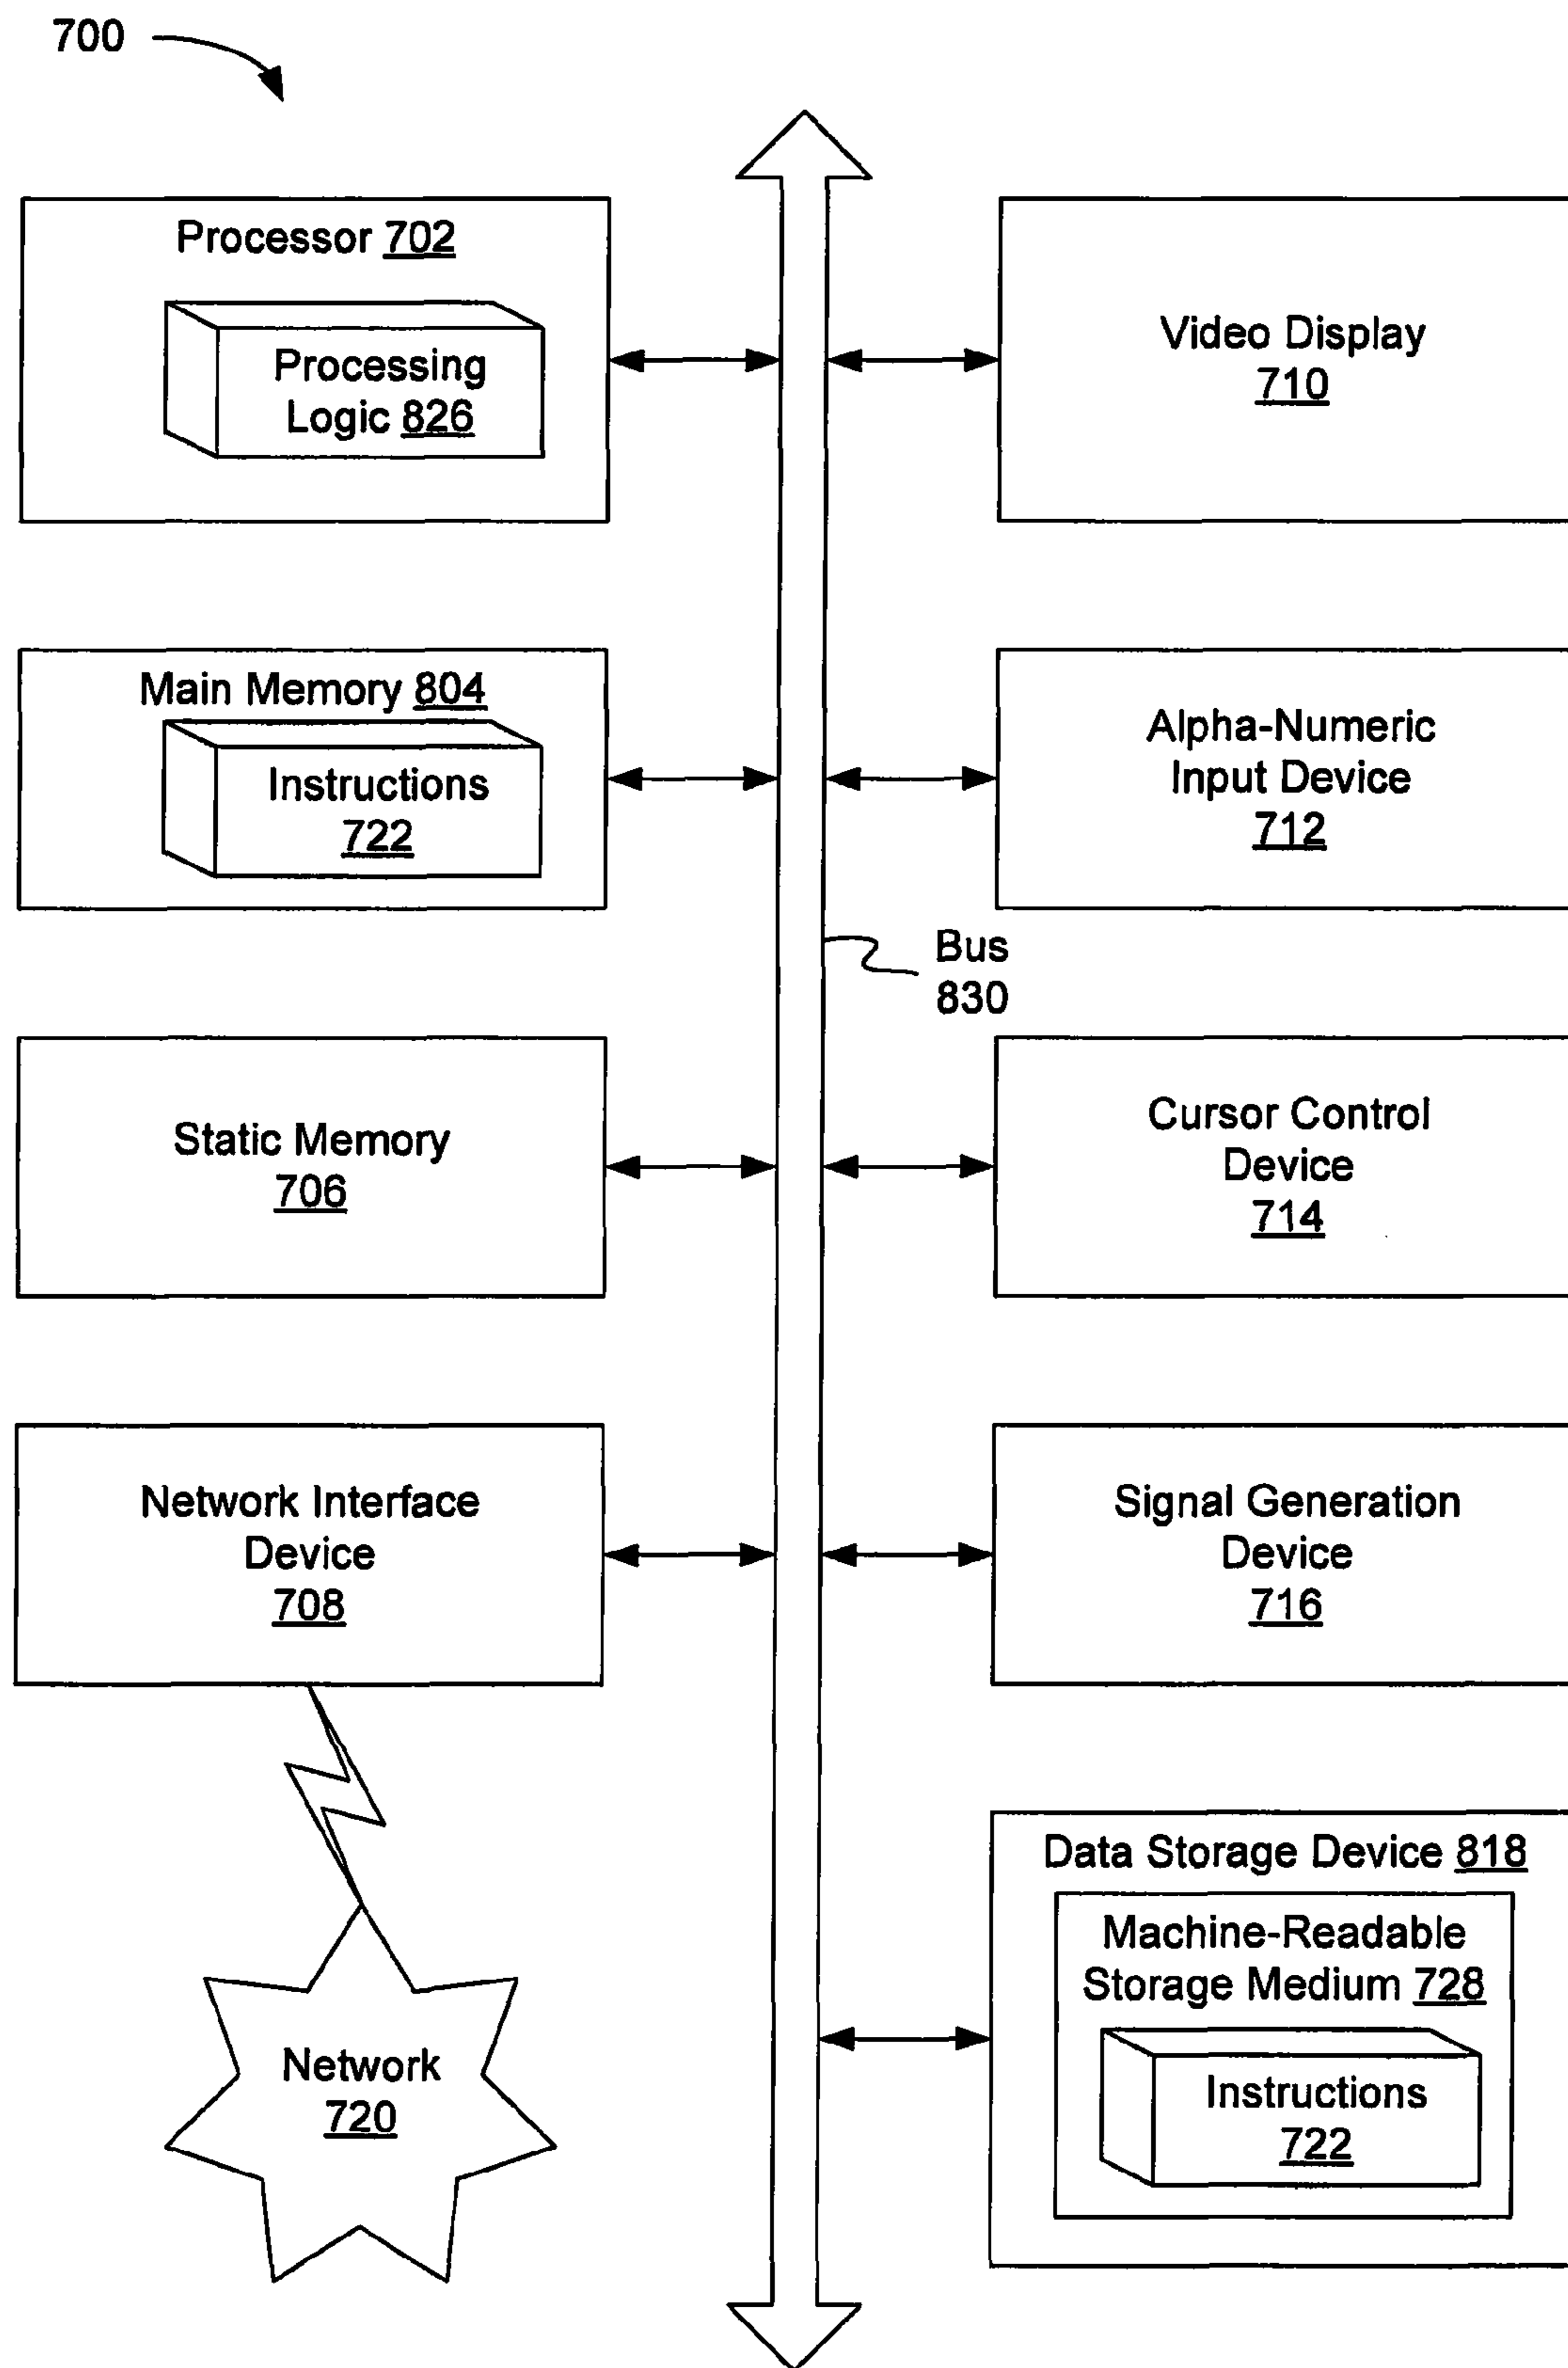 700
Processor 702
Processing
Logic 826
Video Display
710
Main Memory 804
Instructions
722
Alpha-Numeric
Input Device
712
Bus
830
Static Memory
706
Cursor Control
Device
714
Network Interface
Device
708
Signal Generation
Device
716
Data Storage Device 818
Machine-Readable
Storage Medium 728
Instructions
722
Network
720